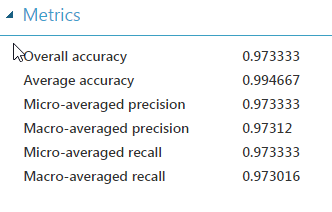 Metrics
Overall accuracy 0.973333
Average accuracy 0.994667
Micro-averaged precision 0.973333
Macro-averaged precision 0.97312
Micro-averaged recall 0.973333
Macro-averaged recall 0.973016